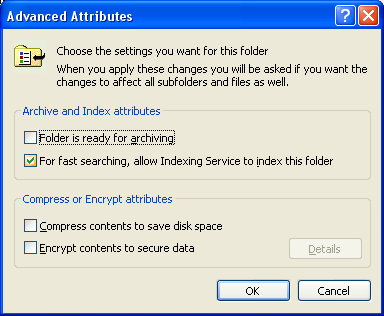 Advanced Attributes
Choose the settings you want for this folder
When you apply these changes you will be asked if you want the
changes to affect all subfolders and files as well.
Archive and Index attributes
Folder is ready for archiving
For fast searching, allow Indexing Service to index this folder
Compress or Encrypt attributes
Compress contents to save disk space
Encrypt contents to secure data
Details
OK
Cancel